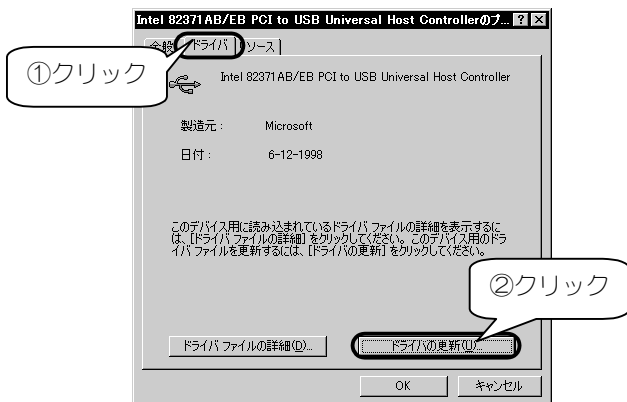 Intel 82371AB/EB PCI to USB Universal Host Controllerのプ...
全般 ドライバ リソース
①クリック
Intel 82371AB/EB PCI to USB Universal Host Controller
製造元:
Microsoft
日付:
6-12-1998
このデバイス用に読み込まれているドライバ ファイルの詳細を表示するに
は、[ドライバ ファイルの詳細] をクリックしてください。このデバイス用のドラ
イバ ファイルを更新するには、[ドライバの更新] をクリックしてください。
②クリック
ドライバ ファイルの詳細(D)...
ドライバの更新(U)...
OK
キャンセル